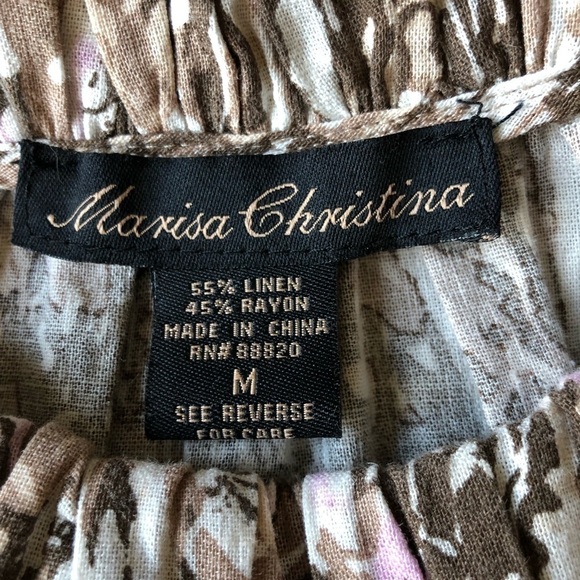 Marisa Christina
55% LINEN
45% RAYON
MADE IN CHINA
RN# 88820
M
SEE REVERSE
FOR CARE